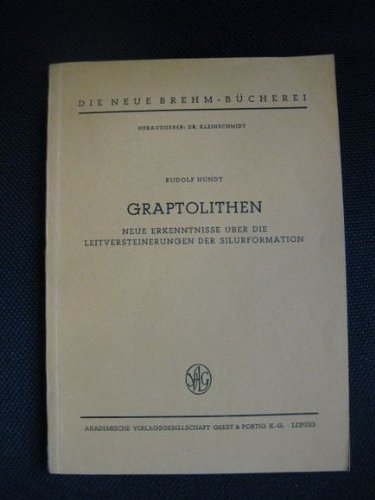 DIE NEUE BREHM-BÜCHEREI
HERAUSGEBER: DR. KLEINSCHMIDT
RUDOLF HUNDT
GRAPTOLITHEN
NEUE ERKENNTNISSE ÜBER DIE
LEITVERSTEINERUNGEN DER SILURFORMATION
AKADEMISCHE VERLAGSGESELLSCHAFT GEEST & PORTIG K.-G. · LEIPZIG